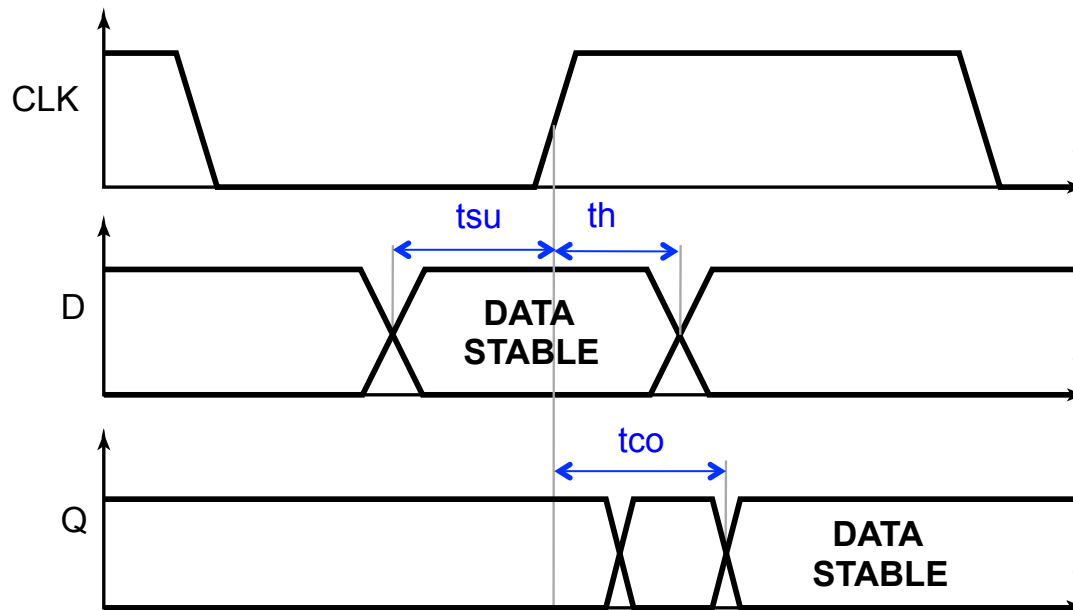 CLK
tsu
th
D
DATA
STABLE
tco
Q
DATA
STABLE